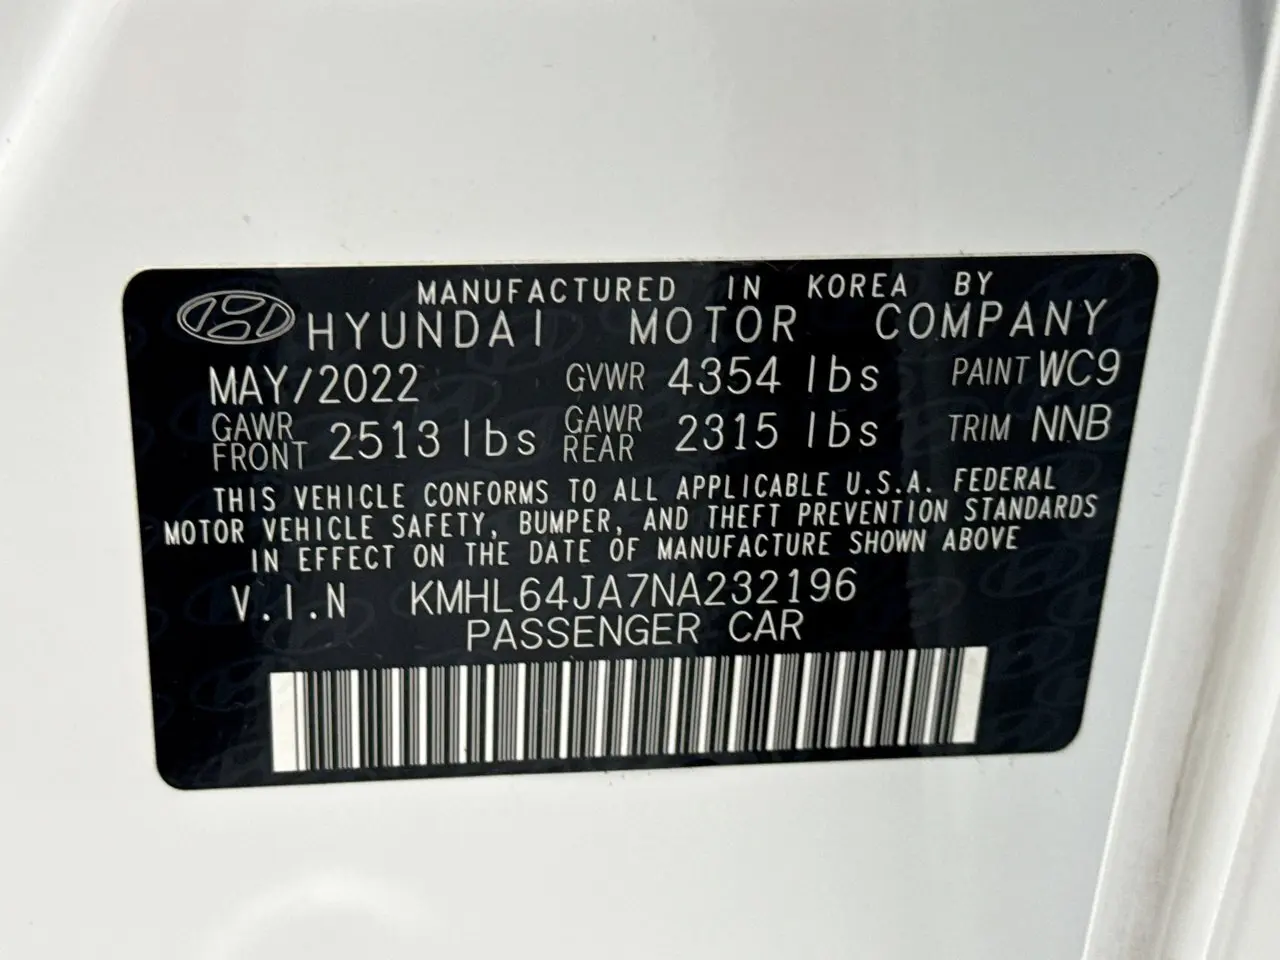 MANUFACTURED IN KOREA BY
HYUNDAI MOTOR COMPANY
MAY/2022 GVWR 4354 lbs PAINT WC9
GAWR FRONT 2513 lbs GAWR REAR 2315 lbs TRIM NNB
THIS VEHICLE CONFORMS TO ALL APPLICABLE U.S.A. FEDERAL
MOTOR VEHICLE SAFETY, BUMPER, AND THEFT PREVENTION STANDARDS
IN EFFECT ON THE DATE OF MANUFACTURE SHOWN ABOVE
V.I.N KMHL64JA7NA232196
PASSENGER CAR